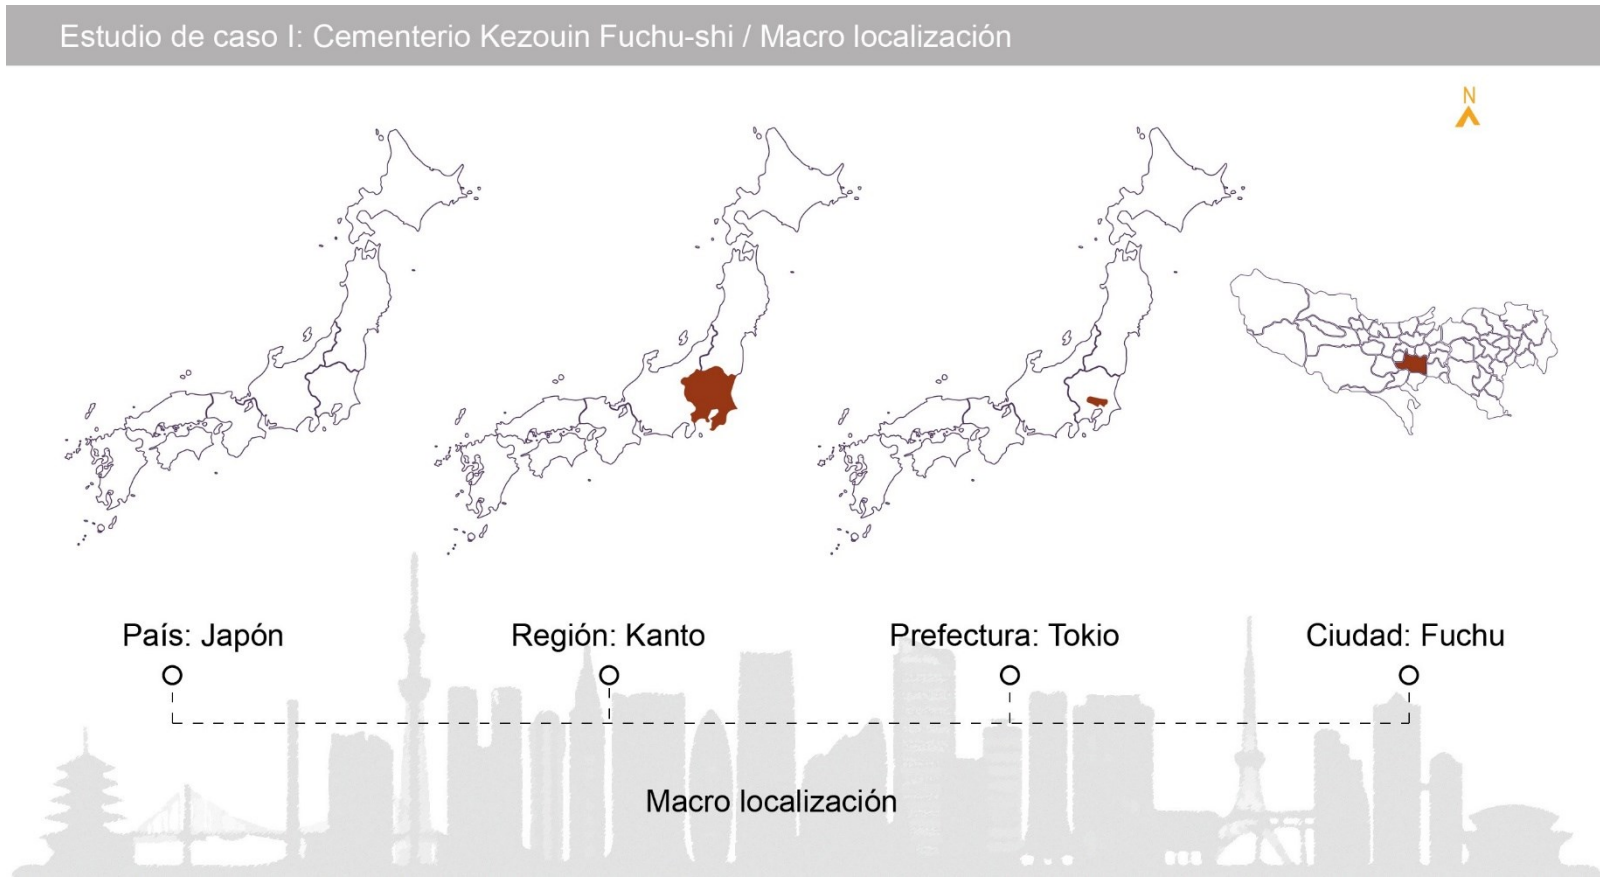 Estudio de caso I: Cementerio Kezouin Fuchu-shi / Macro localización
N
País: Japón
Región: Kanto
Prefectura: Tokio
Ciudad: Fuchu
Macro localización